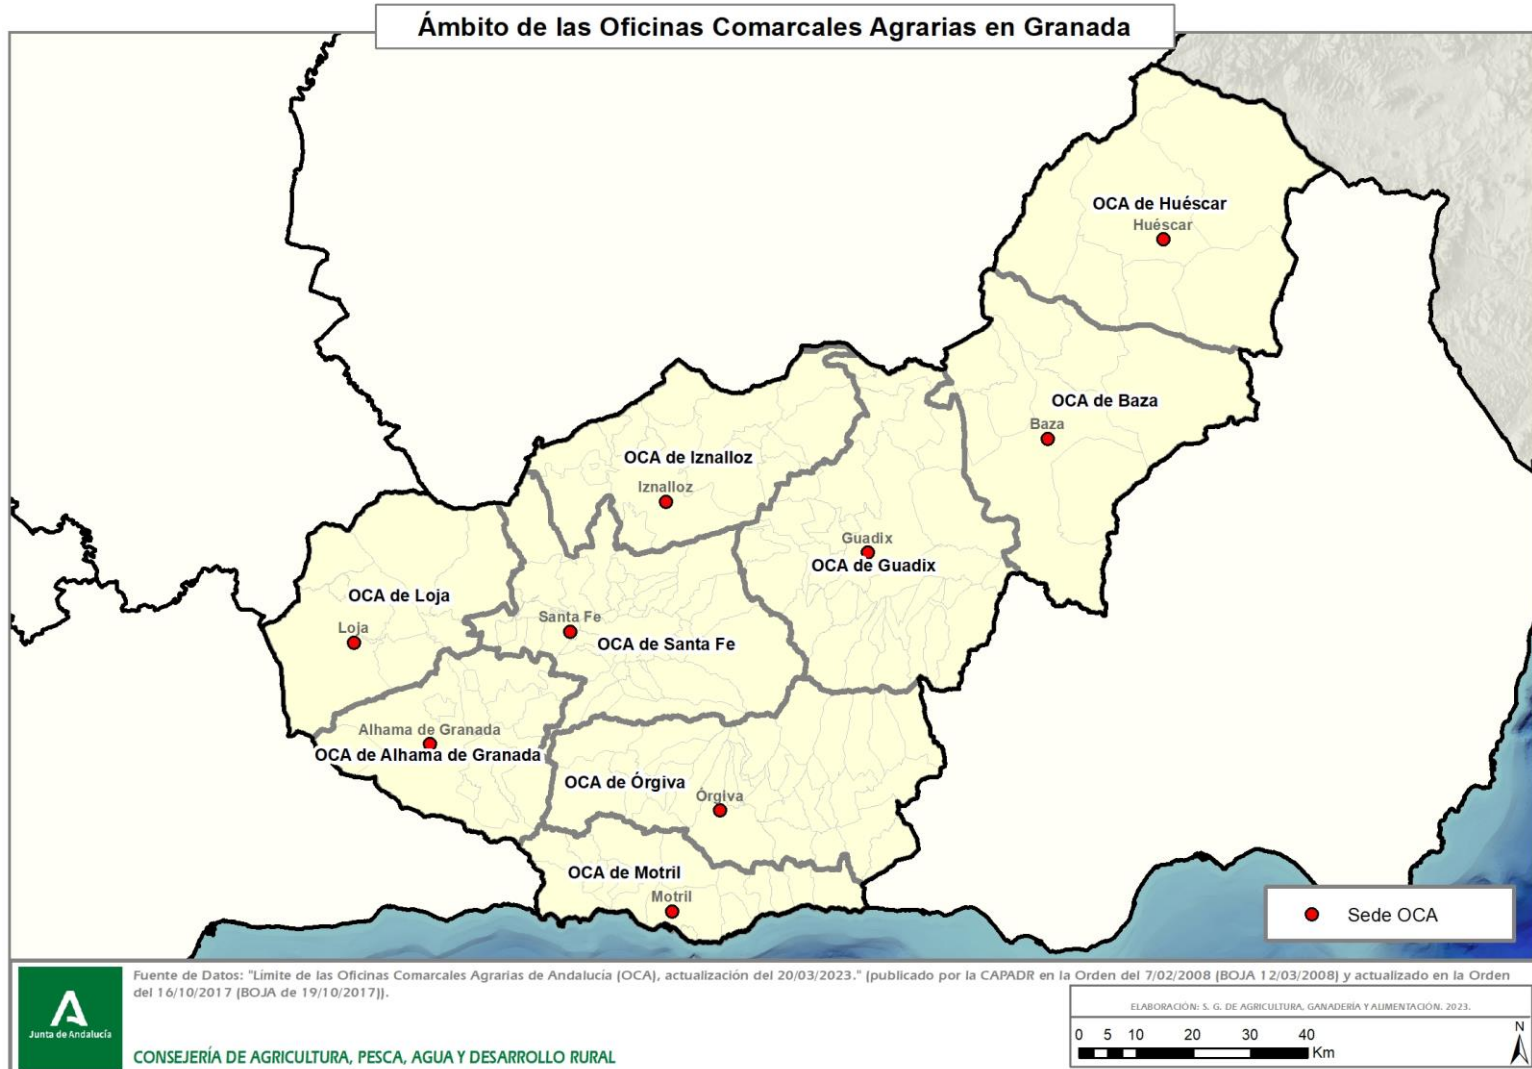 Ámbito de las Oficinas Comarcales Agrarias en Granada
OCA de Huéscar
Huéscar
OCA de Baza
Baza
OCA de Iznalloz
Iznalloz
Guadix
OCA de Guadix
OCA de Loja
Loja
Santa Fe
OCA de Santa Fe
Alhama de Granada
OCA de Alhama de Granada
OCA de Órgiva
Órgiva
OCA de Motril
Motril
Sede OCA
Junta de Andalucía
Fuente de Datos: "Límite de las Oficinas Comarcales Agrarias de Andalucía (OCA), actualización del 20/03/2023." (publicado por la CAPADR en la Orden del 7/02/2008 (BOJA 12/03/2008) y actualizado en la Orden
del 16/10/2017 (BOJA de 19/10/2017)).
CONSEJERÍA DE AGRICULTURA, PESCA, AGUA Y DESARROLLO RURAL
ELABORACIÓN: S. G. DE AGRICULTURA, GANADERÍA Y ALIMENTACIÓN. 2023.
0 5 10 20 30 40
Km
N